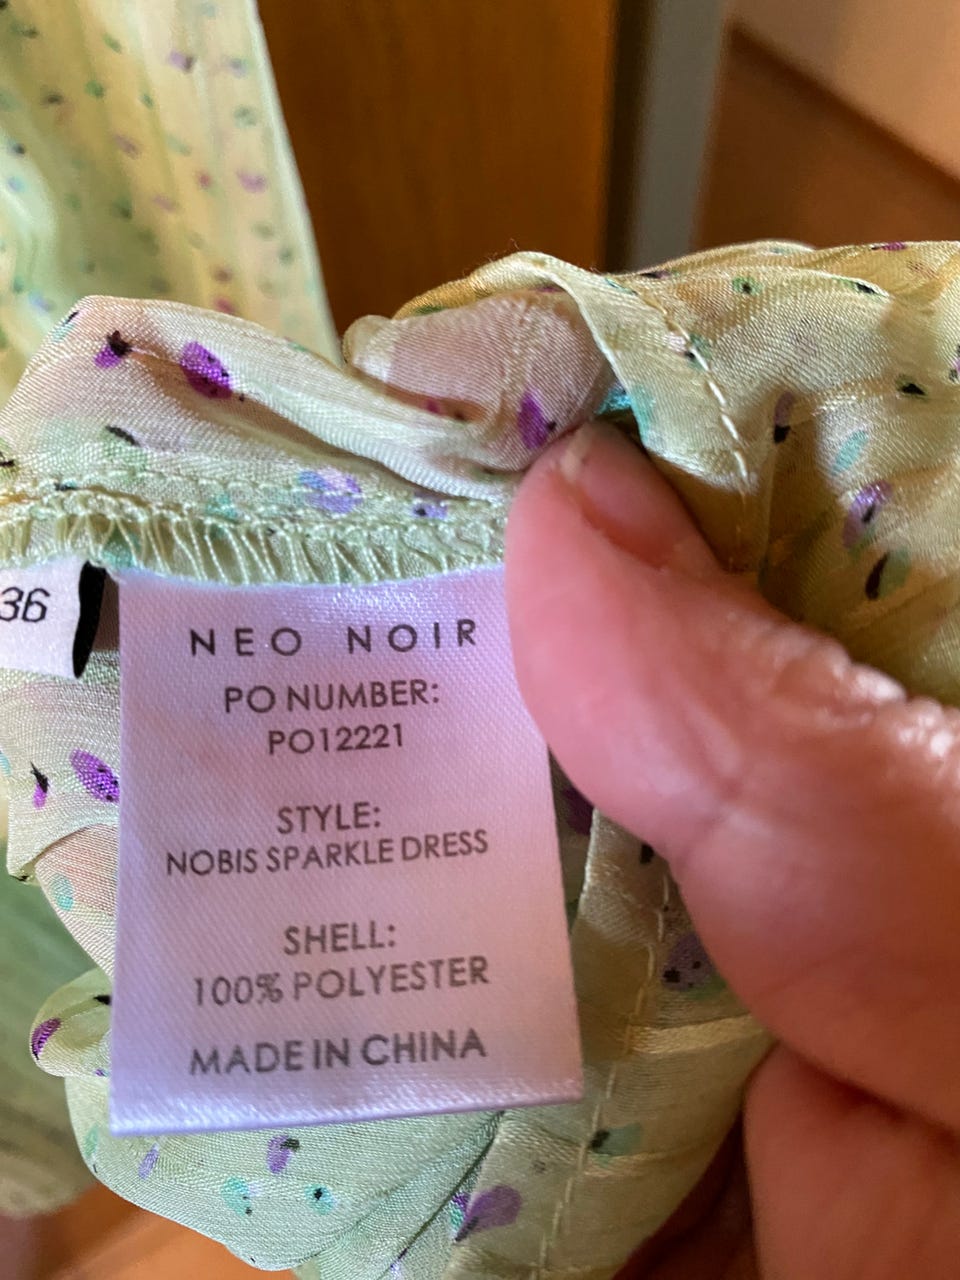 36
NEO NOIR
PO NUMBER:
PO12221
STYLE:
NOBIS SPARKLE DRESS
SHELL:
100% POLYESTER
MADE IN CHINA